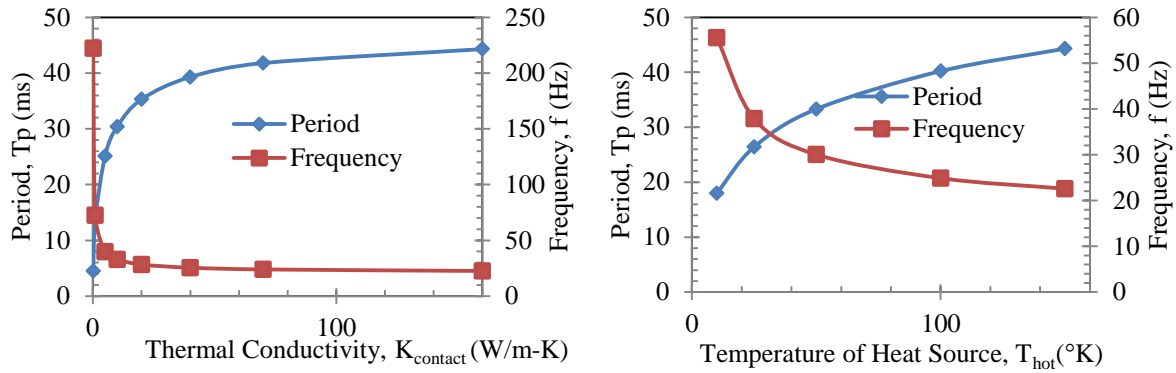 50
40
30
20
10
0
Period, Tp (ms)
250
200
150
100
50
0
Frequency, f (Hz)
Period
Frequency
0
100
Thermal Conductivity, Kcontact (W/m-K)
50
40
30
20
10
0
Period, Tp (ms)
60
50
40
30
20
10
0
Frequency, f (Hz)
Period
Frequency
0
100
Temperature of Heat Source, Thot(°K)